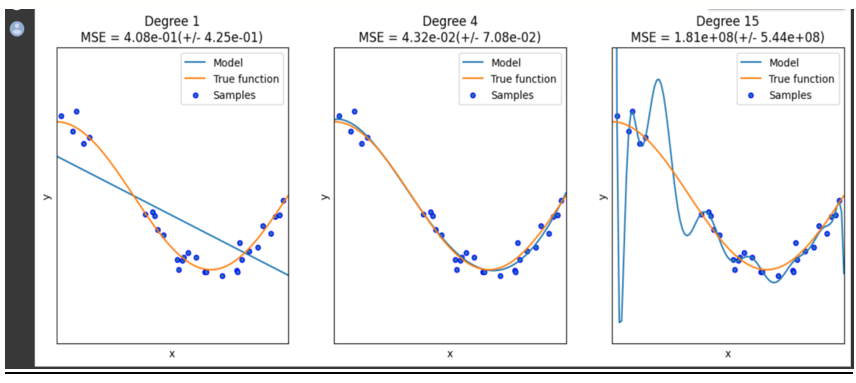 Degree 1
MSE = 4.08e-01(+/- 4.25e-01)
Model
True function
Samples
y
x
Degree 4
MSE = 4.32e-02(+/- 7.08e-02)
Model
True function
Samples
y
x
Degree 15
MSE = 1.81e+08(+/- 5.44e+08)
Model
True function
Samples
y
x